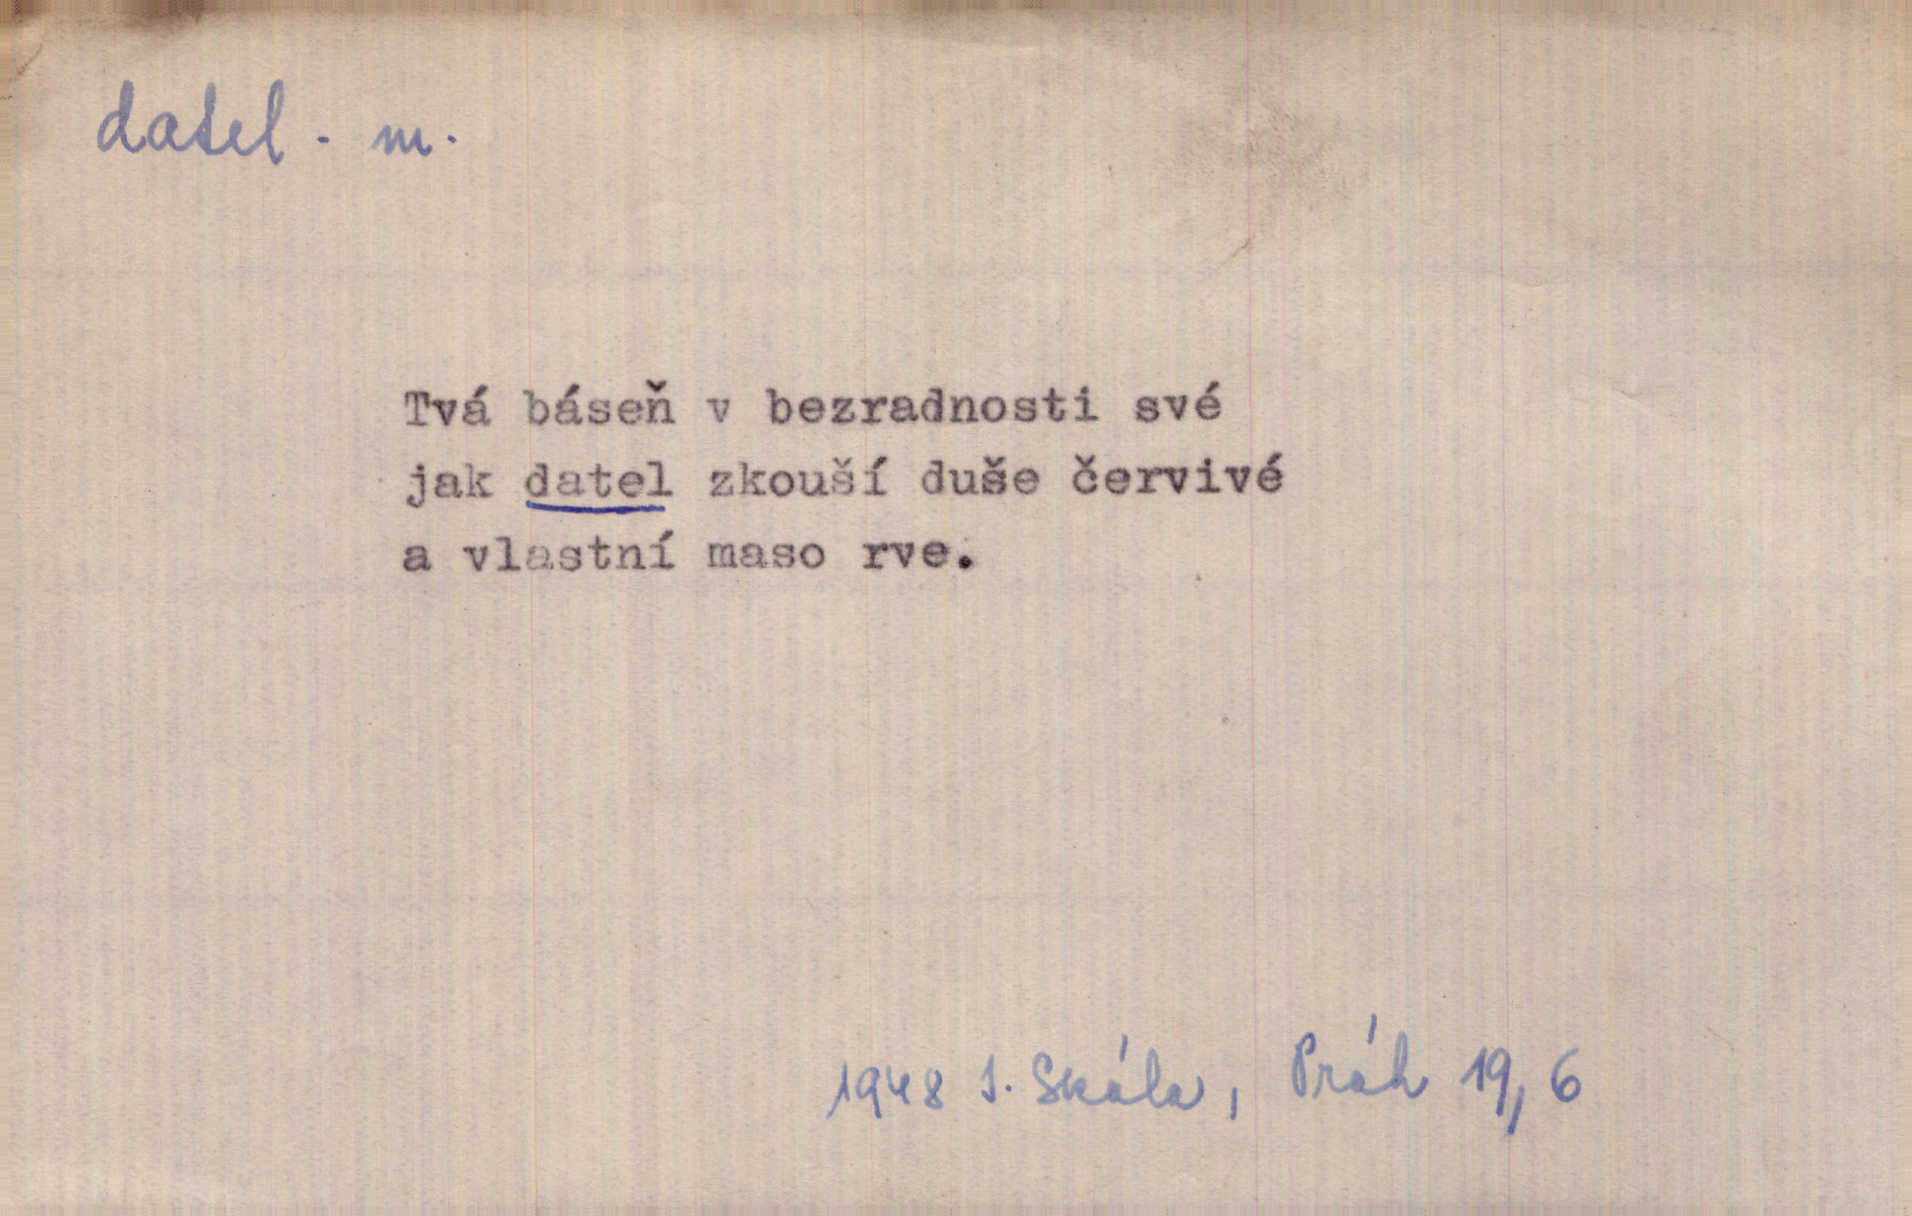 datel - m.
Tvá báseň v bezradnosti své
jak datel zkouší duše červivé
a vlastní maso rve.
1948 I. Skála, Práh 19, 6